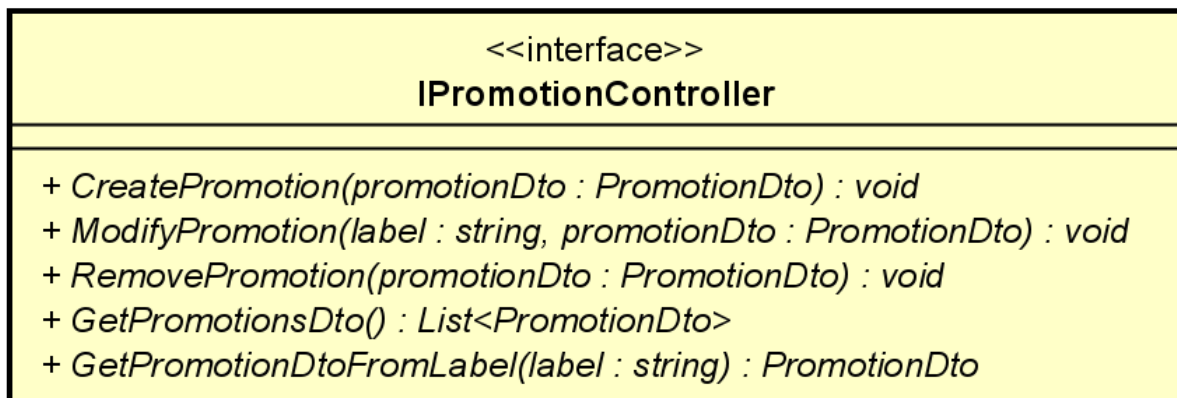 <<interface>>
IPromotionController
+ CreatePromotion(promotionDto : PromotionDto) : void
+ ModifyPromotion(label : string, promotionDto : PromotionDto) : void
+ RemovePromotion(promotionDto : PromotionDto) : void
+ GetPromotionsDto() : List<PromotionDto>
+ GetPromotionDtoFromLabel(label : string) : PromotionDto